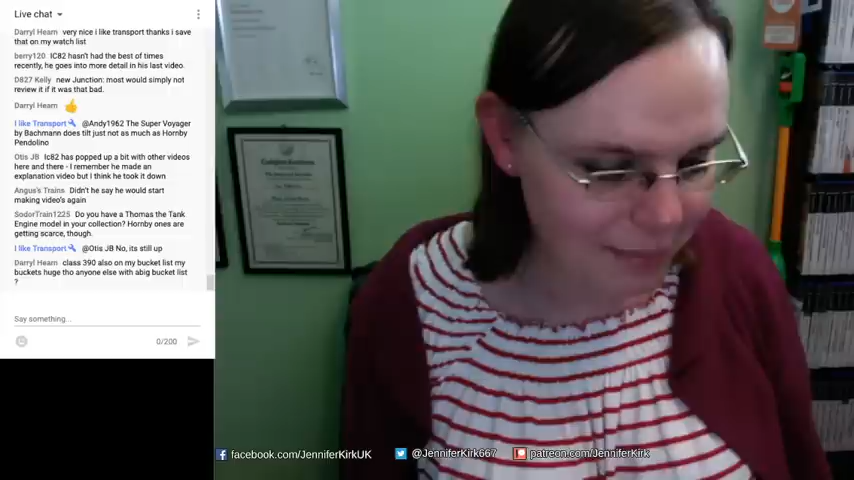 Live chat
Darryl Hearn very nice i like transport thanks i save
that on my watch list
berry120 IC82 hasn't had the best of times
recently, he goes into more detail in his last video.
D827 Kelly new Junction: most would simply not
review it if it was that bad.
Darryl Hearn 👍
I like Transport @Andy1962 The Super Voyager
by Bachmann does tilt just not as much as Hornby
Pendolino
Otis JB Ic82 has popped up a bit with other videos
here and there - I remember he made an
explanation video but I think he took it down
Angus's Trains Didn't he say he would start
making video's again
SodorTrain1225 Do you have a Thomas the Tank
Engine model in your collection? Hornby ones are
getting scarce, though.
I like Transport @Otis JB No, its still up
Darryl Hearn class 390 also on my bucket list my
buckets huge tho anyone else with abig bucket list
?
Say something...
0/200
facebook.com/JenniferKirkUK
@JenniferKirk667
patreon.com/JenniferKirk